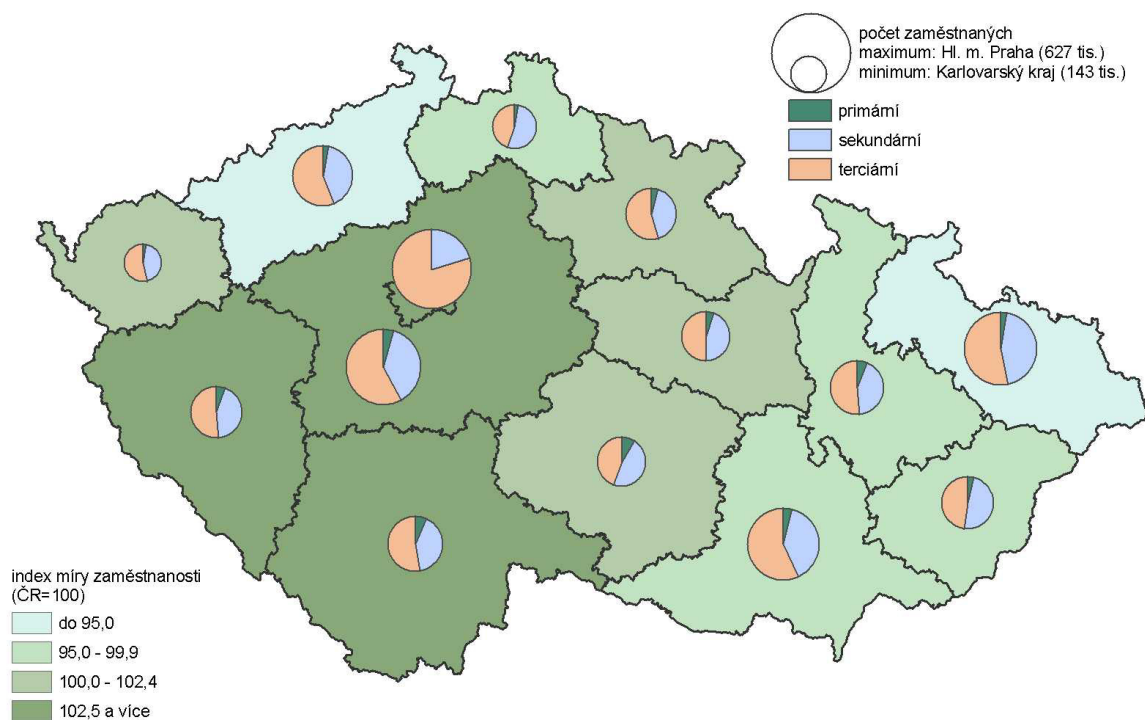 počet zaměstnaných
maximum: Hl. m. Praha (627 tis.)
minimum: Karlovarský kraj (143 tis.)
primární
sekundární
terciární
index míry zaměstnanosti
(ČR=100)
do 95,0
95,0 - 99,9
100,0 - 102,4
102,5 a více